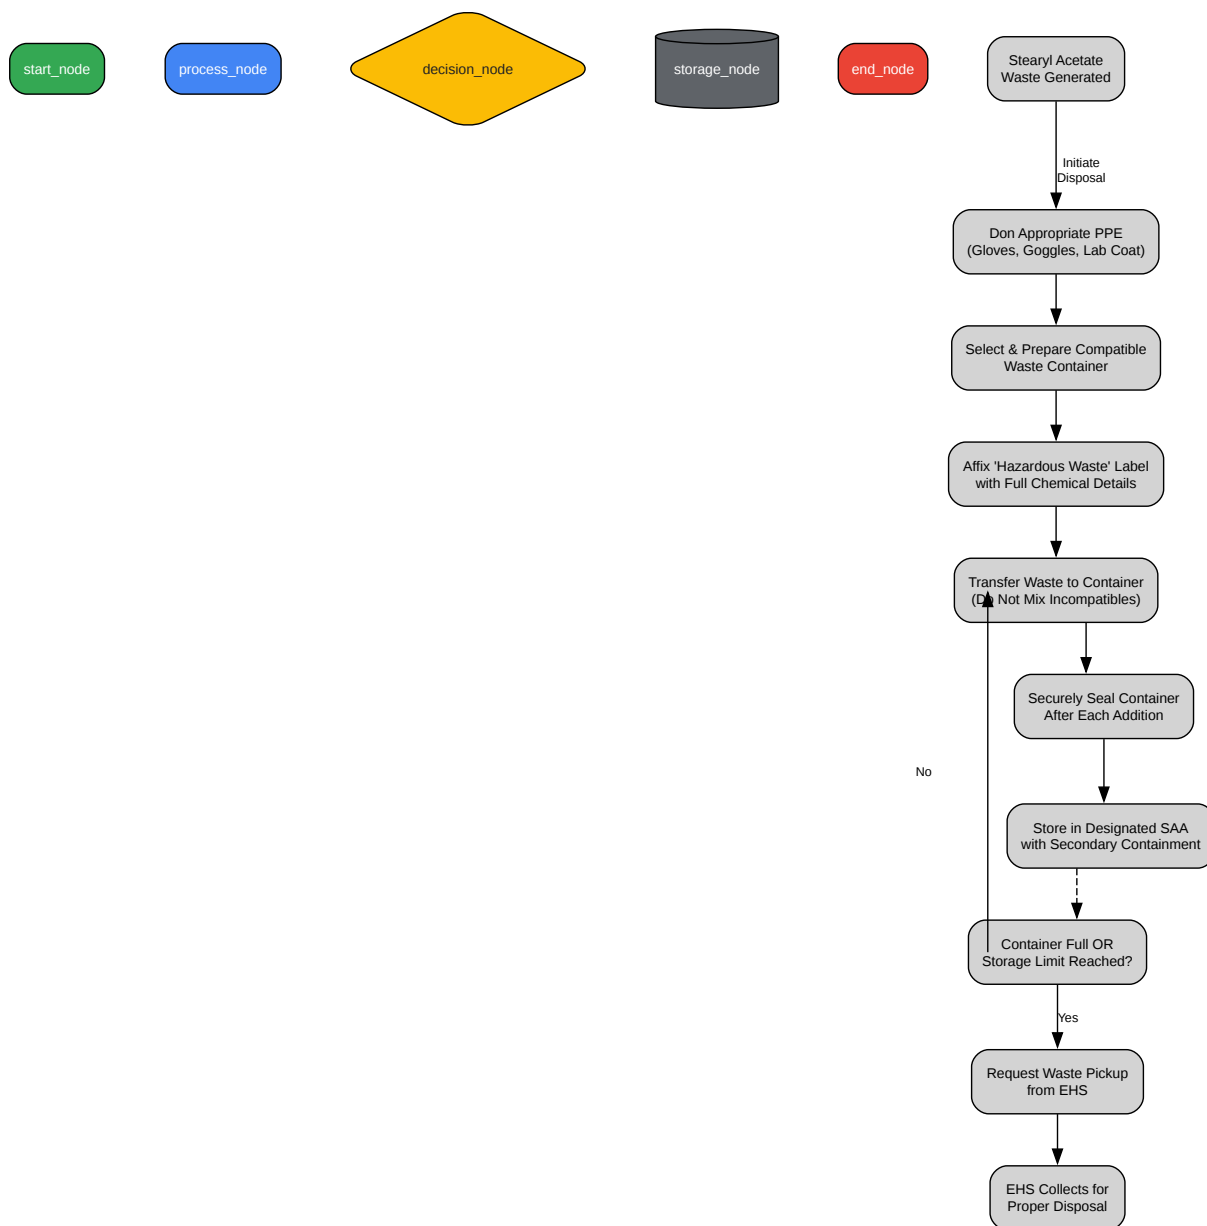 start_node
process_node
decision_node
storage_node
end_node
Stearyl Acetate
Waste Generated
Initiate
Disposal
Don Appropriate PPE
(Gloves, Goggles, Lab Coat)
Select & Prepare Compatible
Waste Container
Affix 'Hazardous Waste' Label
with Full Chemical Details
Transfer Waste to Container
(Do Not Mix Incompatibles)
Securely Seal Container
After Each Addition
No
Store in Designated SAA
with Secondary Containment
Container Full OR
Storage Limit Reached?
Yes
Request Waste Pickup
from EHS
EHS Collects for
Proper Disposal